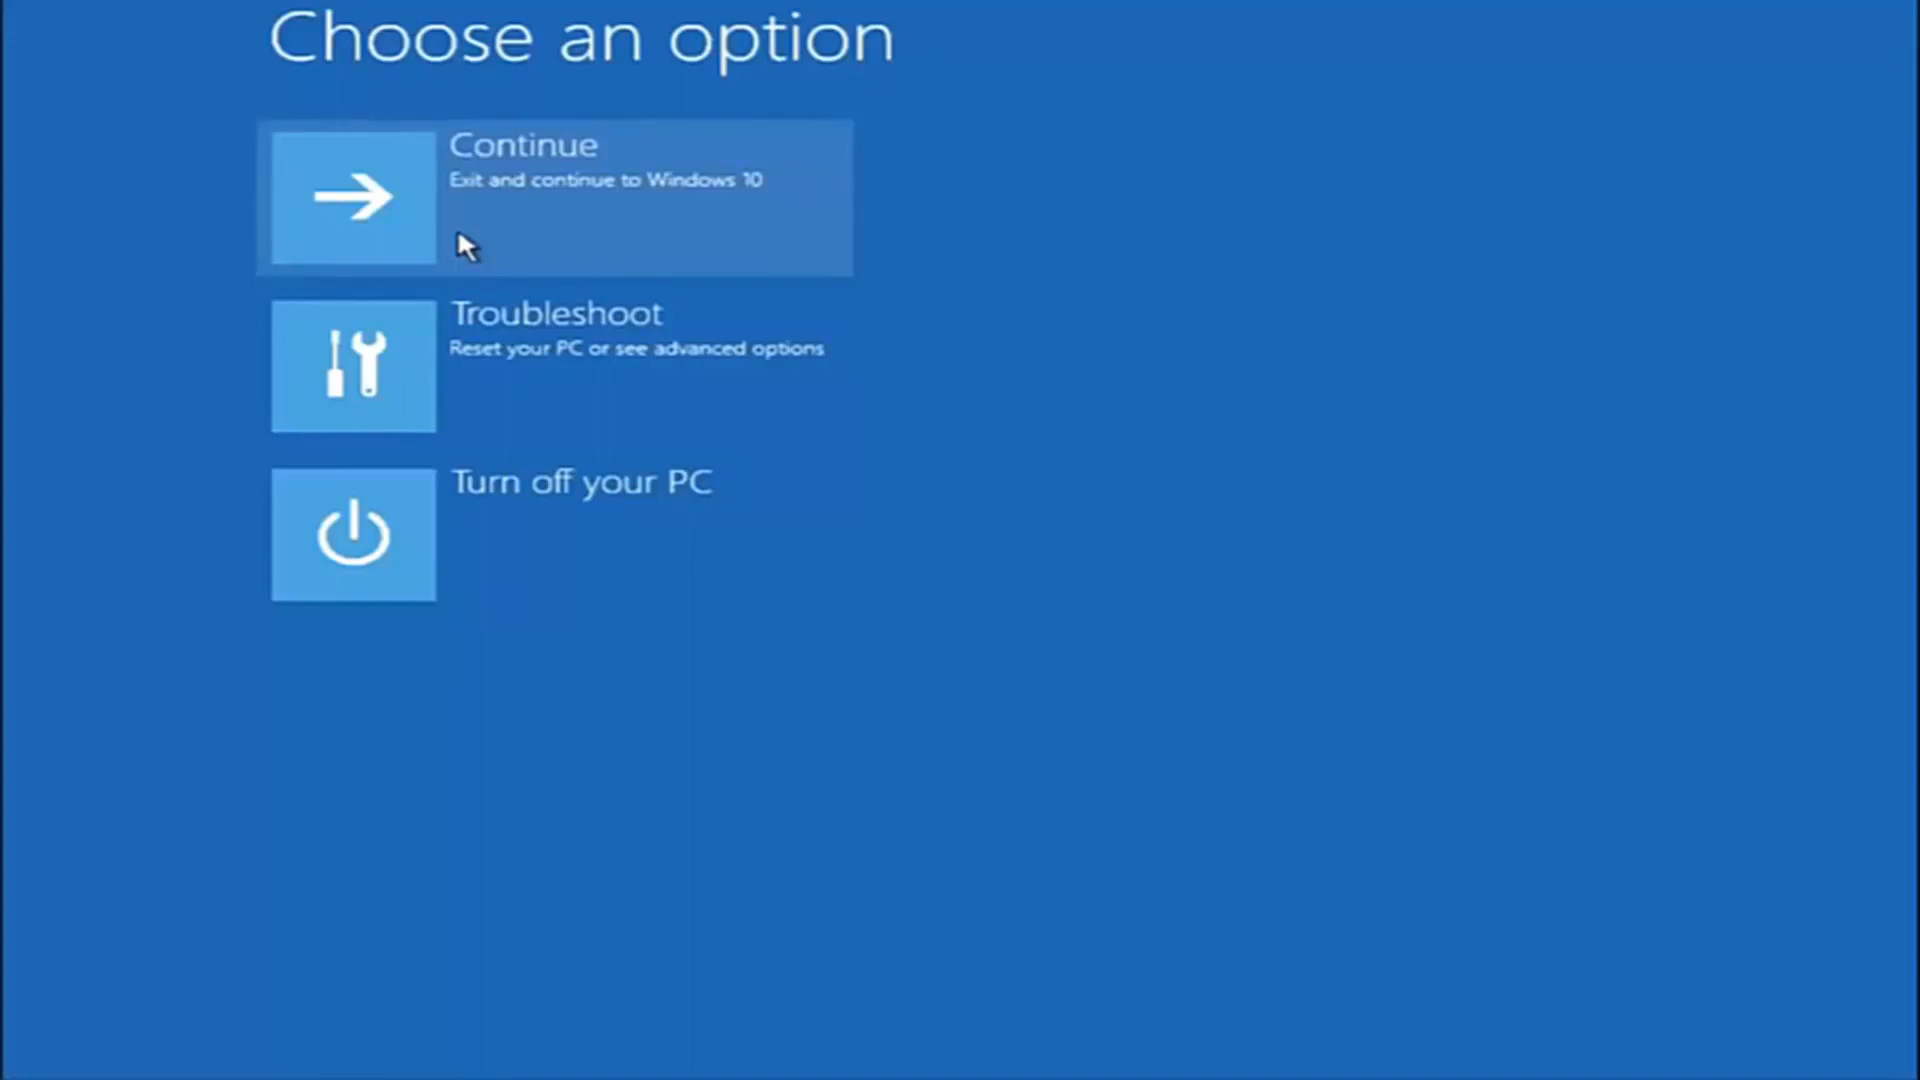 Choose an option
Continue
Exit and continue to Windows 10
Troubleshoot
Reset your PC or see advanced options
Turn off your PC